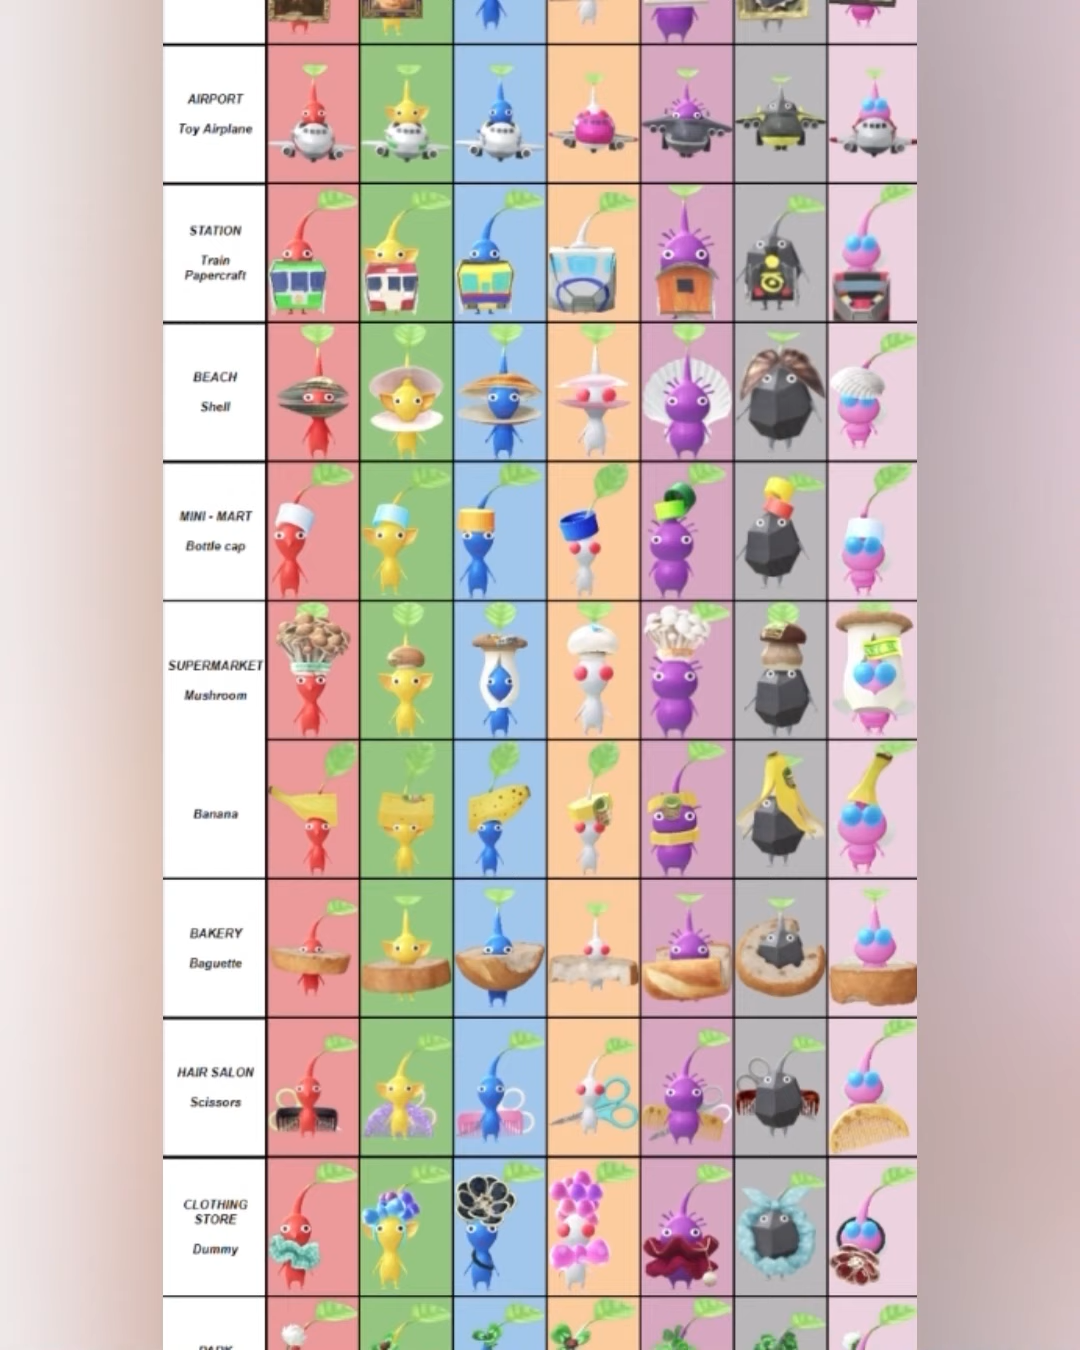 AIRPORT
Toy Airplane
STATION
Train
Papercraft
BEACH
Shell
MINI - MART
Bottle cap
SUPERMARKET
Mushroom
Banana
BAKERY
Baguette
HAIR SALON
Scissors
CLOTHING
STORE
Dummy